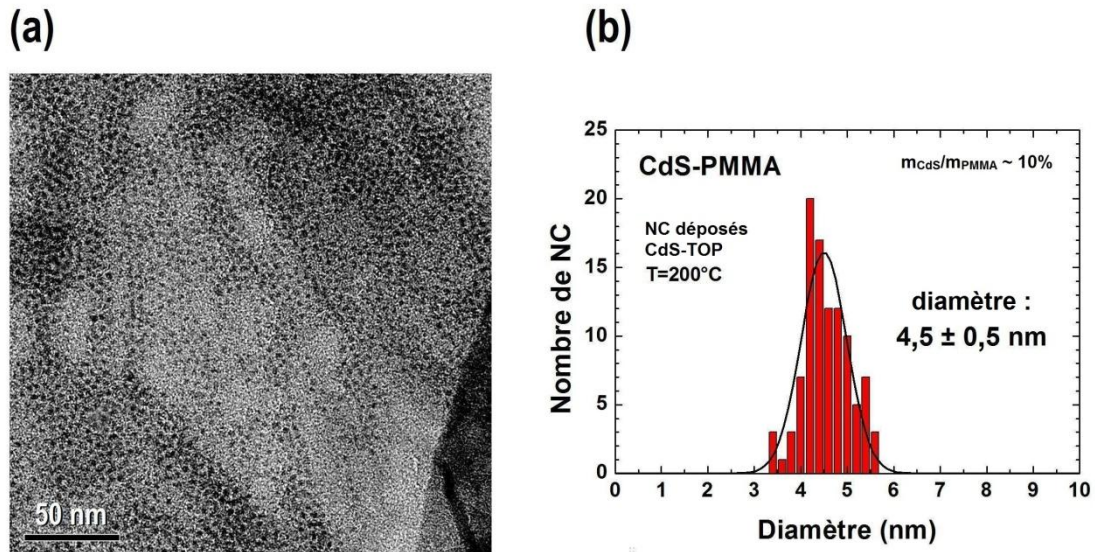 (a)
(b)
50 nm
CdS-PMMA
mCdS/mPMMA ~ 10%
NC déposés
CdS-TOP
T=200°C
diamètre :
4,5 ± 0,5 nm
Nombre de NC
25
20
15
10
5
0
0 1 2 3 4 5 6 7 8 9 10
Diamètre (nm)